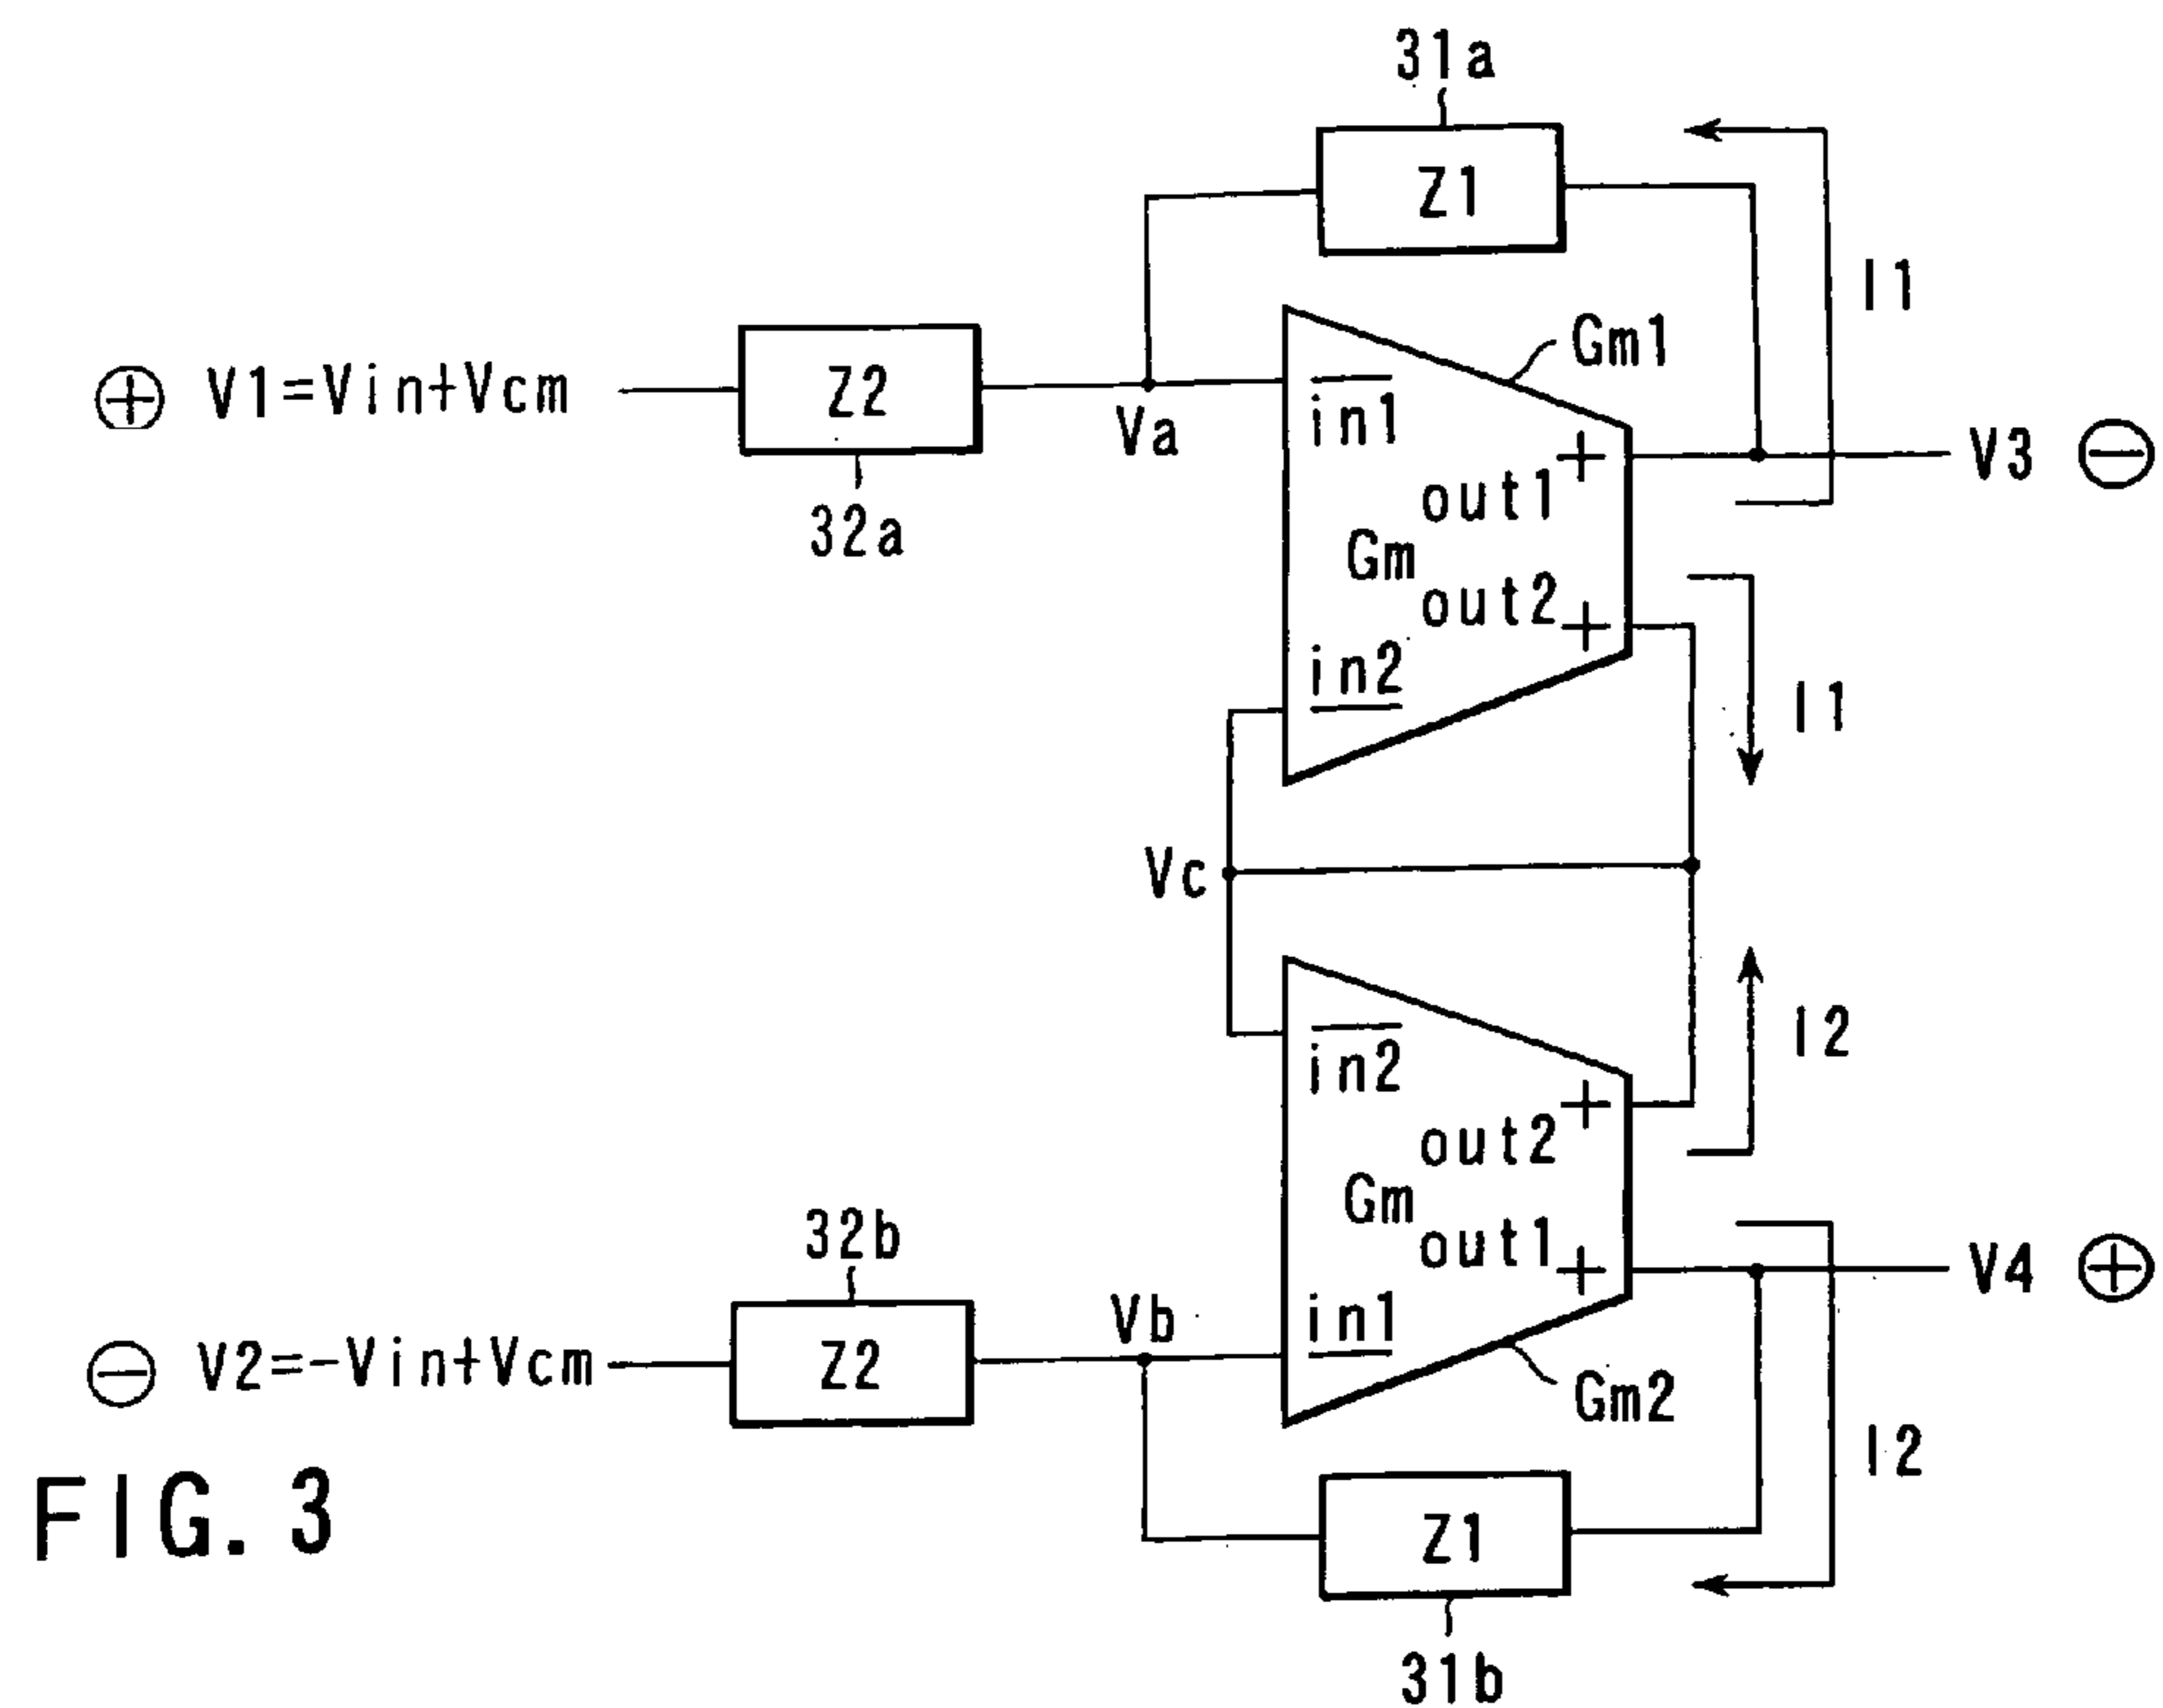 31a
Z1
I1
Gm1
⊕ V1=Vin+Vcm
Z2
Va
in1
+
out1
V3 ⊖
32a
Gm
out2
+
in2
I1
Vc
I2
in2
+
out2
Gm
out1
+
V4 ⊕
32b
Vb
in1
⊖ V2=-Vin+Vcm
Z2
Gm2
I2
FIG. 3
Z1
31b